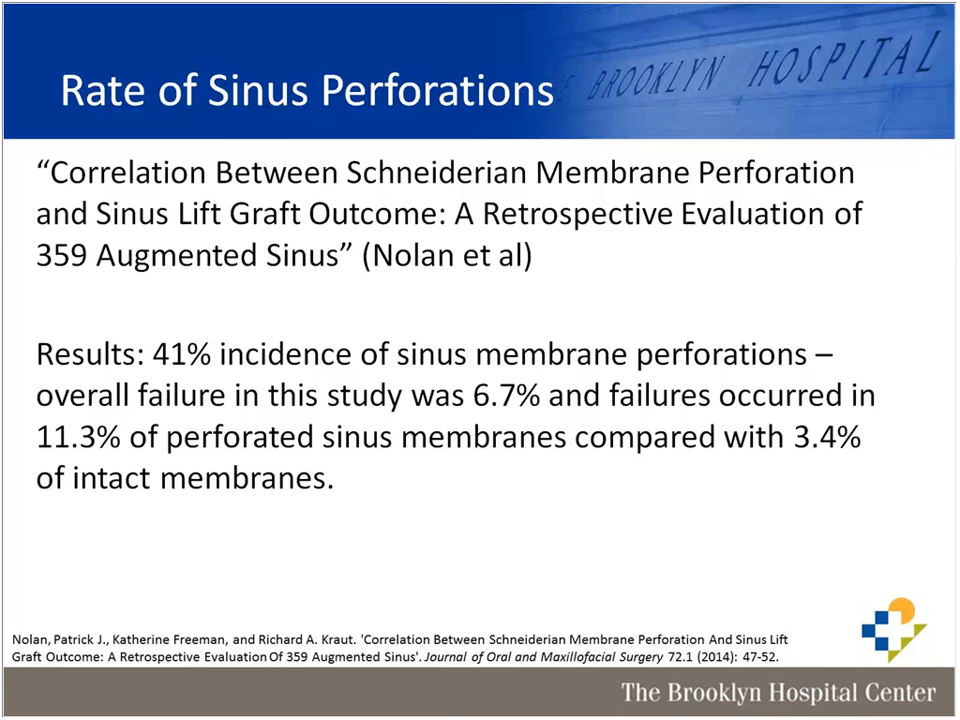 Rate of Sinus Perforations
BROOKLYN HOSPITAL
“Correlation Between Schneiderian Membrane Perforation
and Sinus Lift Graft Outcome: A Retrospective Evaluation of
359 Augmented Sinus” (Nolan et al)
Results: 41% incidence of sinus membrane perforations –
overall failure in this study was 6.7% and failures occurred in
11.3% of perforated sinus membranes compared with 3.4%
of intact membranes.
Nolan, Patrick J., Katherine Freeman, and Richard A. Kraut. 'Correlation Between Schneiderian Membrane Perforation And Sinus Lift
Graft Outcome: A Retrospective Evaluation Of 359 Augmented Sinus'. Journal of Oral and Maxillofacial Surgery 72.1 (2014): 47-52.
The Brooklyn Hospital Center